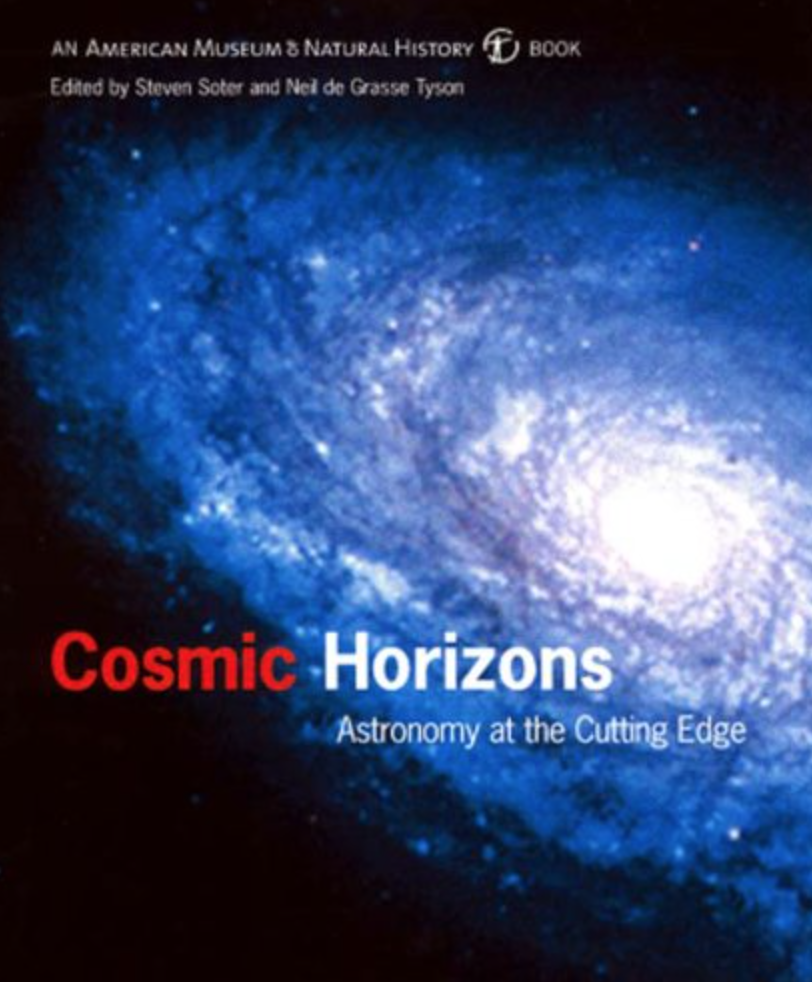 AN AMERICAN MUSEUM & NATURAL HISTORY BOOK
Edited by Steven Soter and Neil de Grasse Tyson
Cosmic Horizons
Astronomy at the Cutting Edge